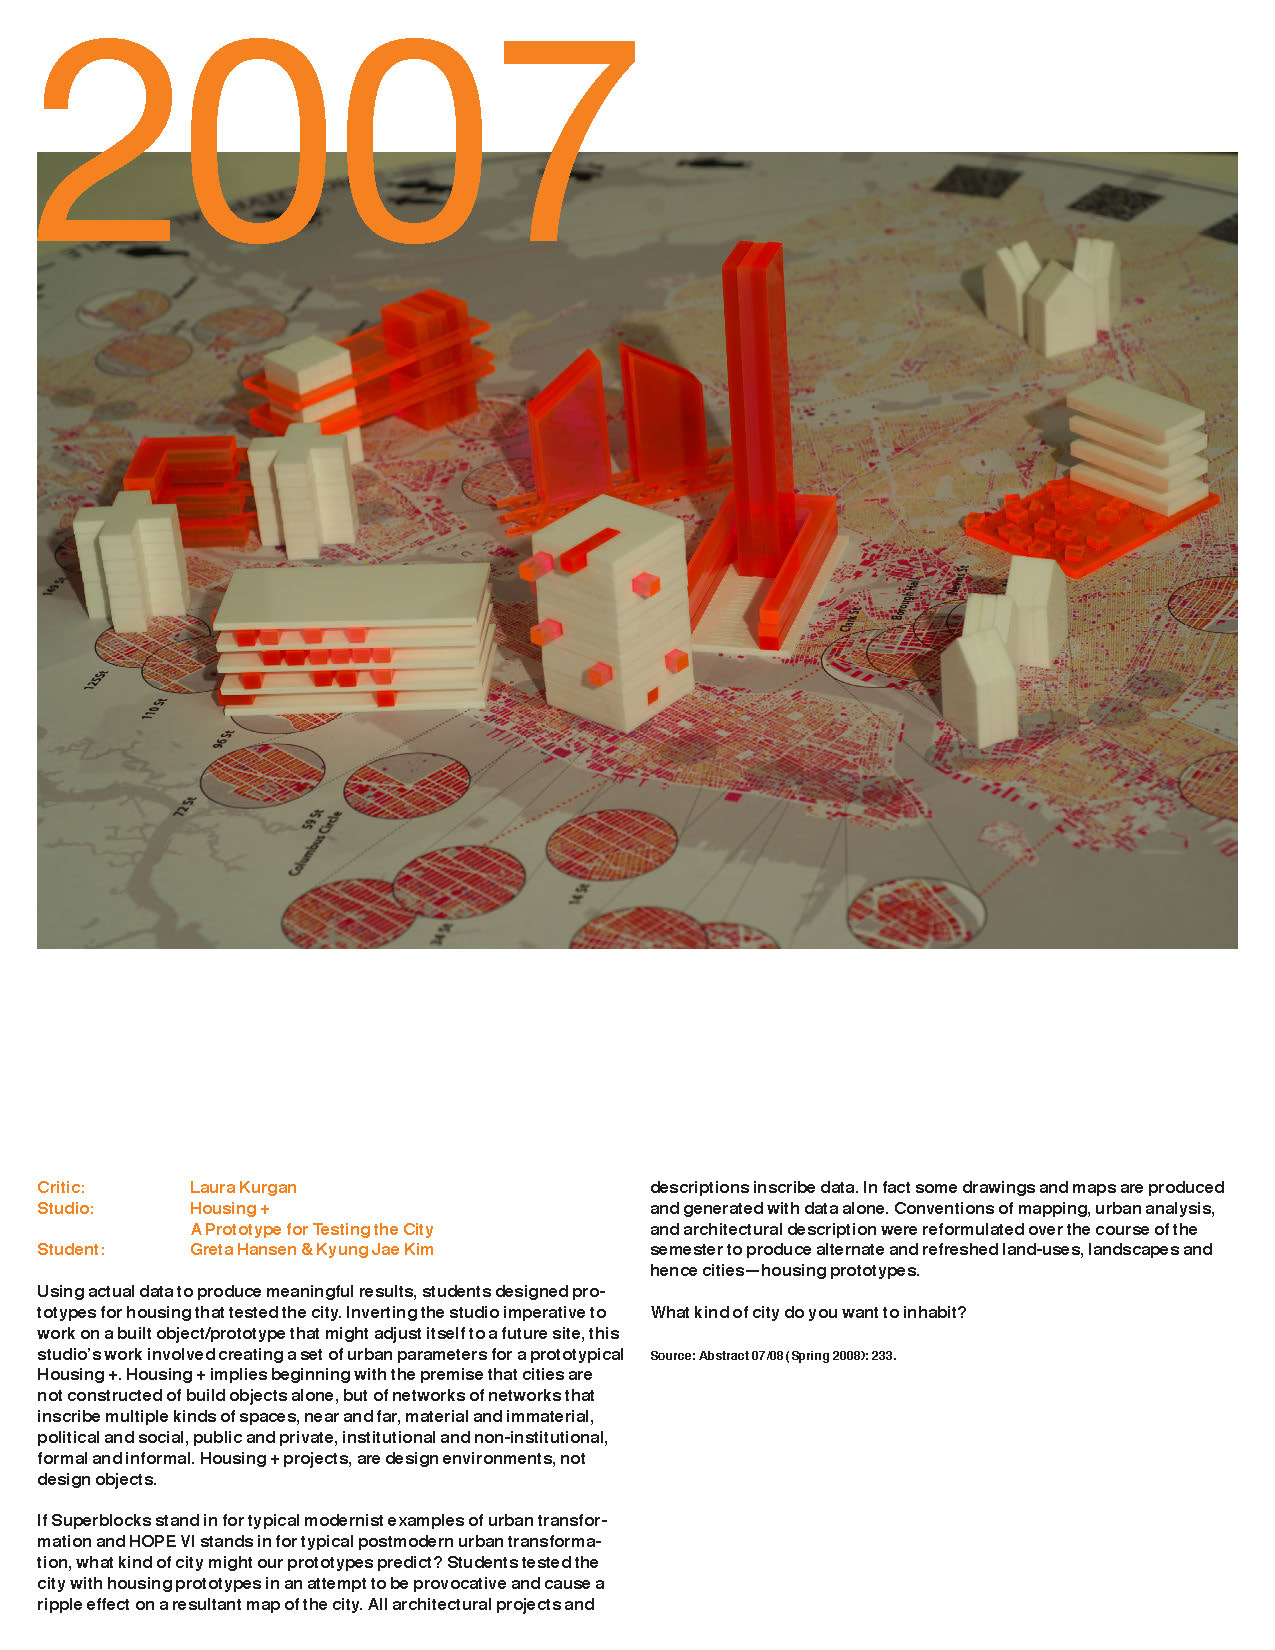 2007
149 St
125St
110 St
96 St
72 St
59 St
Columbus Circle
34 St
14 St
Clark St
Borough Hall
Critic: Laura Kurgan
Studio: Housing +
A Prototype for Testing the City
Student: Greta Hansen & Kyung Jae Kim
Using actual data to produce meaningful results, students designed pro-
totypes for housing that tested the city. Inverting the studio imperative to
work on a built object/prototype that might adjust itself to a future site, this
studio's work involved creating a set of urban parameters for a prototypical
Housing +. Housing + implies beginning with the premise that cities are
not constructed of build objects alone, but of networks of networks that
inscribe multiple kinds of spaces, near and far, material and immaterial,
political and social, public and private, institutional and non-institutional,
formal and informal. Housing + projects, are design environments, not
design objects.
If Superblocks stand in for typical modernist examples of urban transfor-
mation and HOPE VI stands in for typical postmodern urban transforma-
tion, what kind of city might our prototypes predict? Students tested the
city with housing prototypes in an attempt to be provocative and cause a
ripple effect on a resultant map of the city. All architectural projects and
descriptions inscribe data. In fact some drawings and maps are produced
and generated with data alone. Conventions of mapping, urban analysis,
and architectural description were reformulated over the course of the
semester to produce alternate and refreshed land-uses, landscapes and
hence cities—housing prototypes.
What kind of city do you want to inhabit?
Source: Abstract 07/08 (Spring 2008): 233.